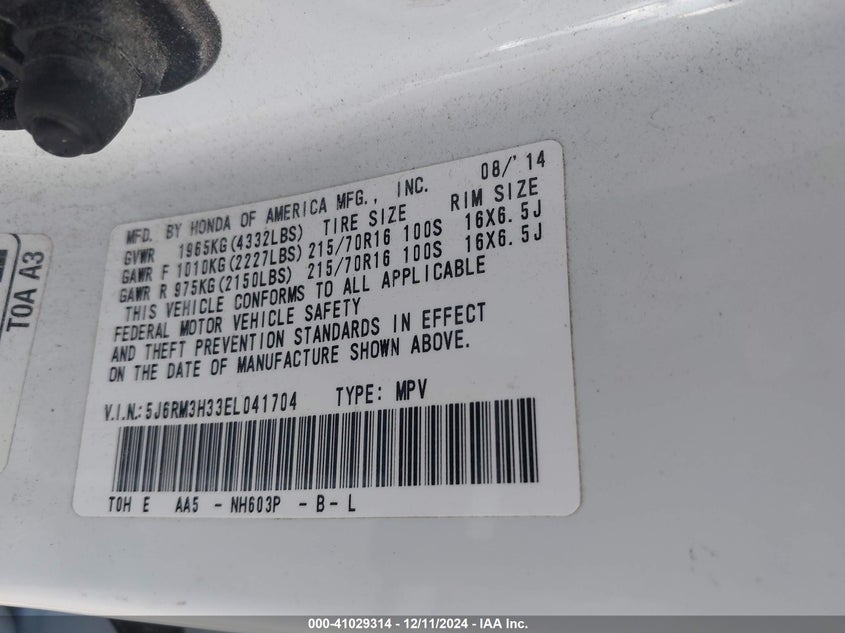 MFD. BY HONDA OF AMERICA MFG., INC. 08/'14
GVWR 1965KG(4332LBS) TIRE SIZE RIM SIZE
GAWR F 1010KG(2227LBS) 215/70R16 100S 16X6.5J
GAWR R 975KG(2150LBS) 215/70R16 100S 16X6.5J
THIS VEHICLE CONFORMS TO ALL APPLICABLE
FEDERAL MOTOR VEHICLE SAFETY
AND THEFT PREVENTION STANDARDS IN EFFECT
ON THE DATE OF MANUFACTURE SHOWN ABOVE.
V.I.N.: 5J6RM3H33EL041704 TYPE: MPV
T0H E AA5 - NH603P - B - L
T0A A3
000-41029314 - 12/11/2024 - IAA Inc.